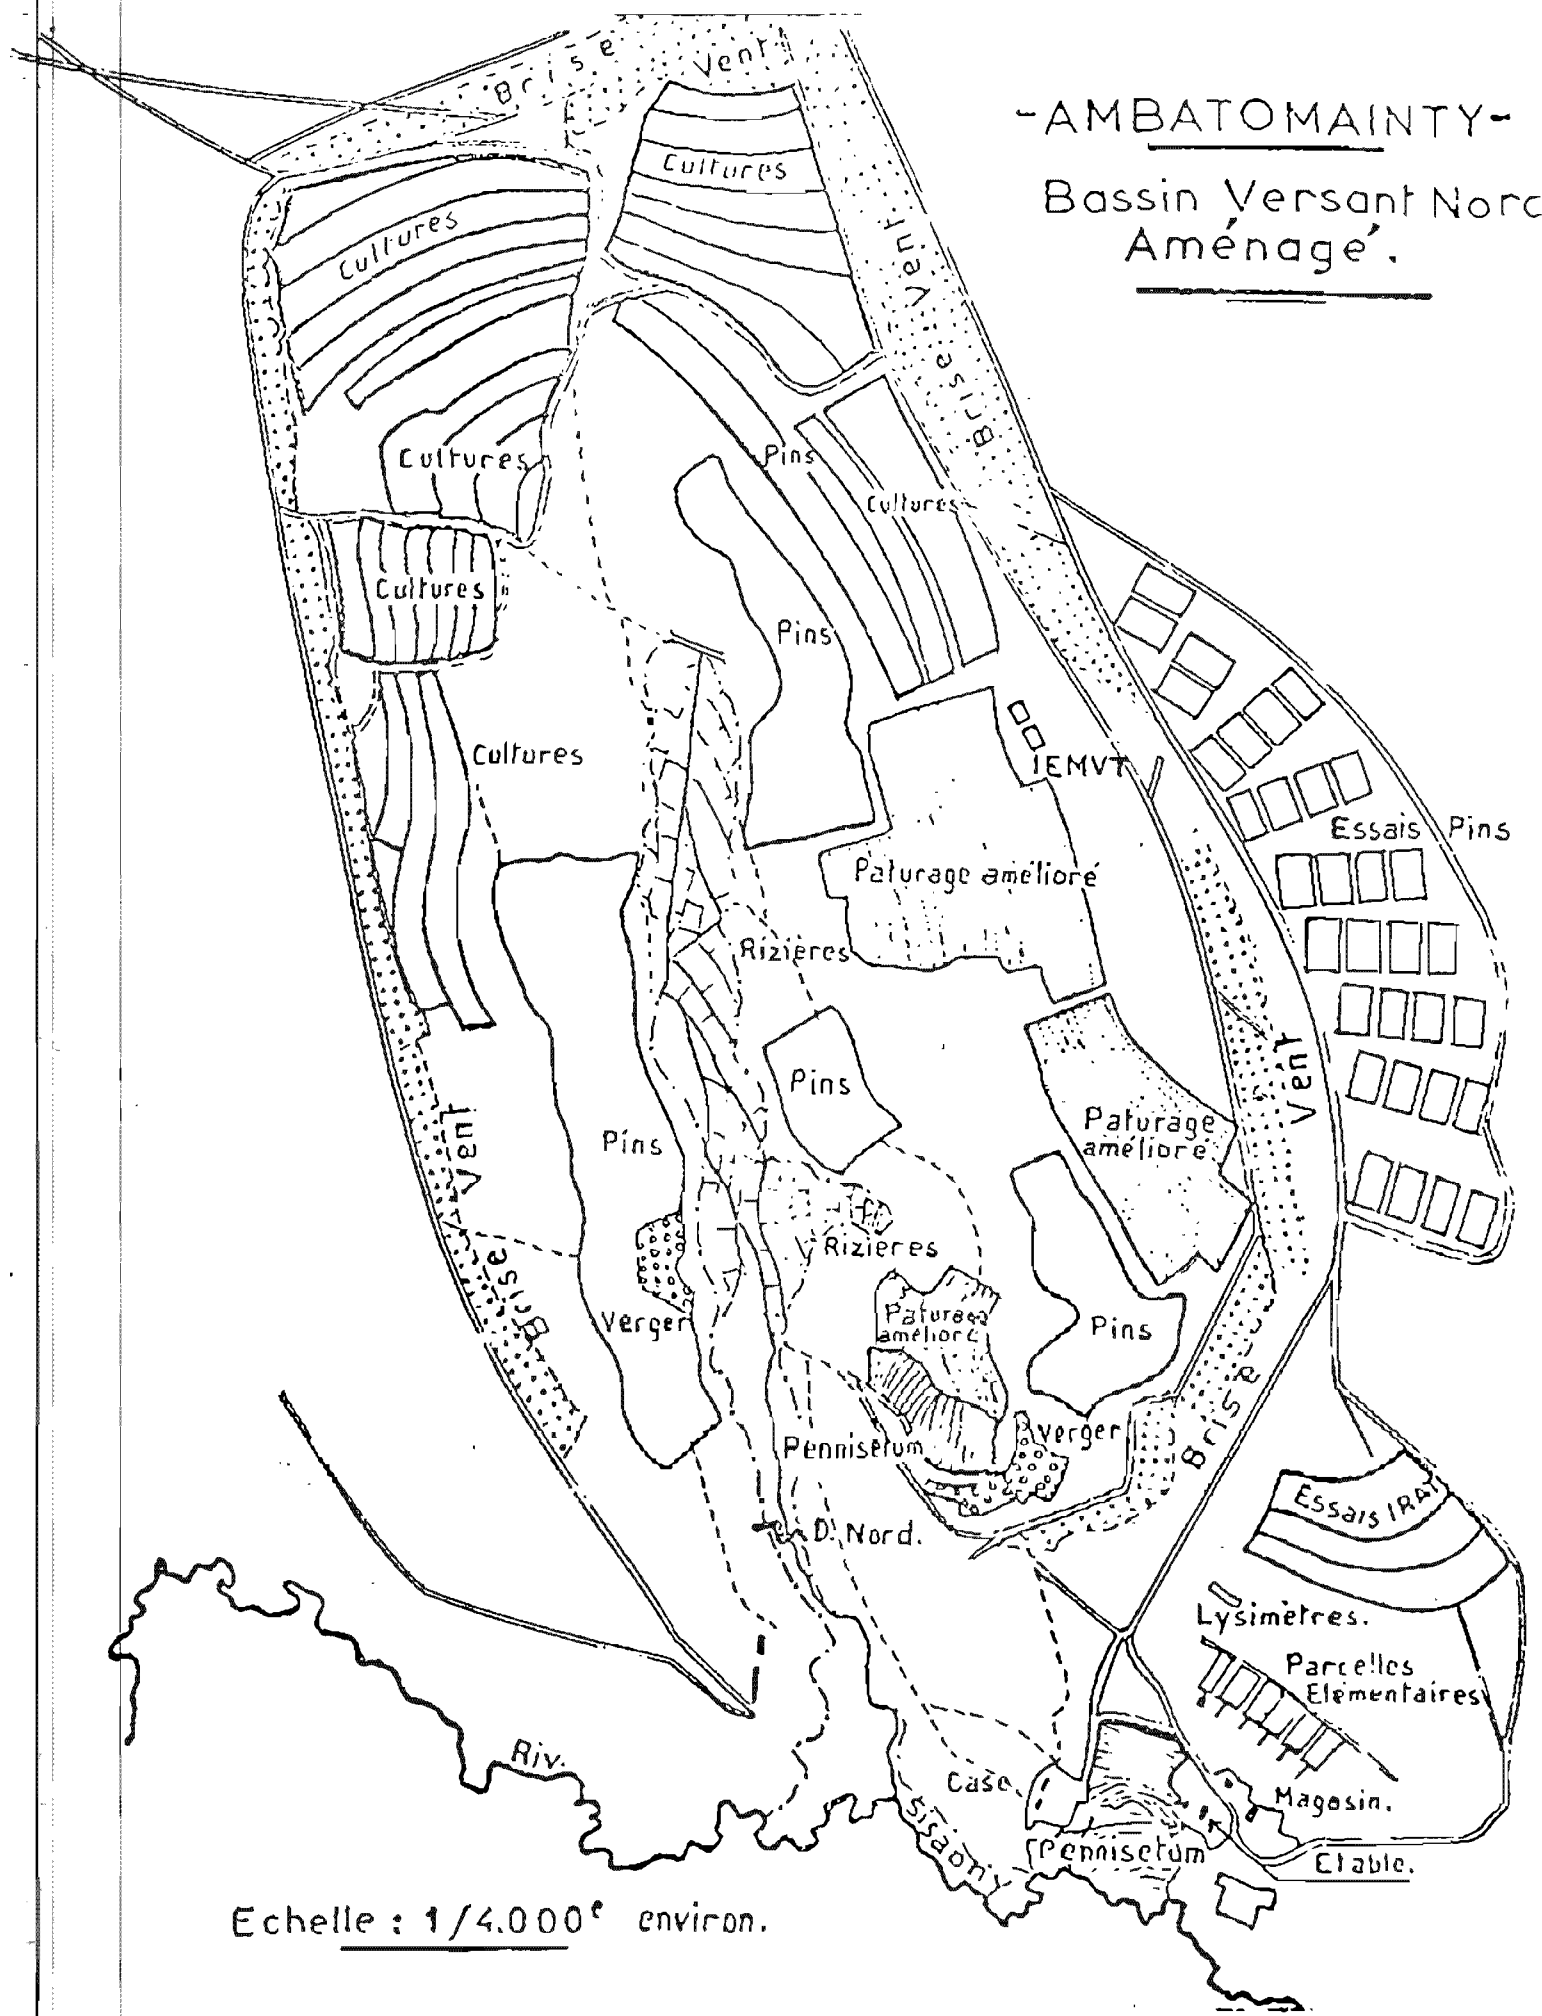 Brise Vent
-AMBATOMAINTY-
Bassin Versant Norc
Aménagé.
Cultures
Cultures
Brise Vent
Cultures
Pins
Cultures
Cultures
Pins
Cultures
IEMVT
Essais Pins
Paturage amélioré
Rizières
Pins
Vent
Paturage
amélioré
Brise Vent
Pins
Rizières
Verger
Paturage
amélioré
Pins
Brise
Verger
Pennisetum
Essais IRAT
D. Nord.
Lysimètres.
Parcelles
Elémentaires
Riv.
Sisaony
Case
Magasin.
Pennisetum
Etable.
Echelle : 1/4.000e environ.